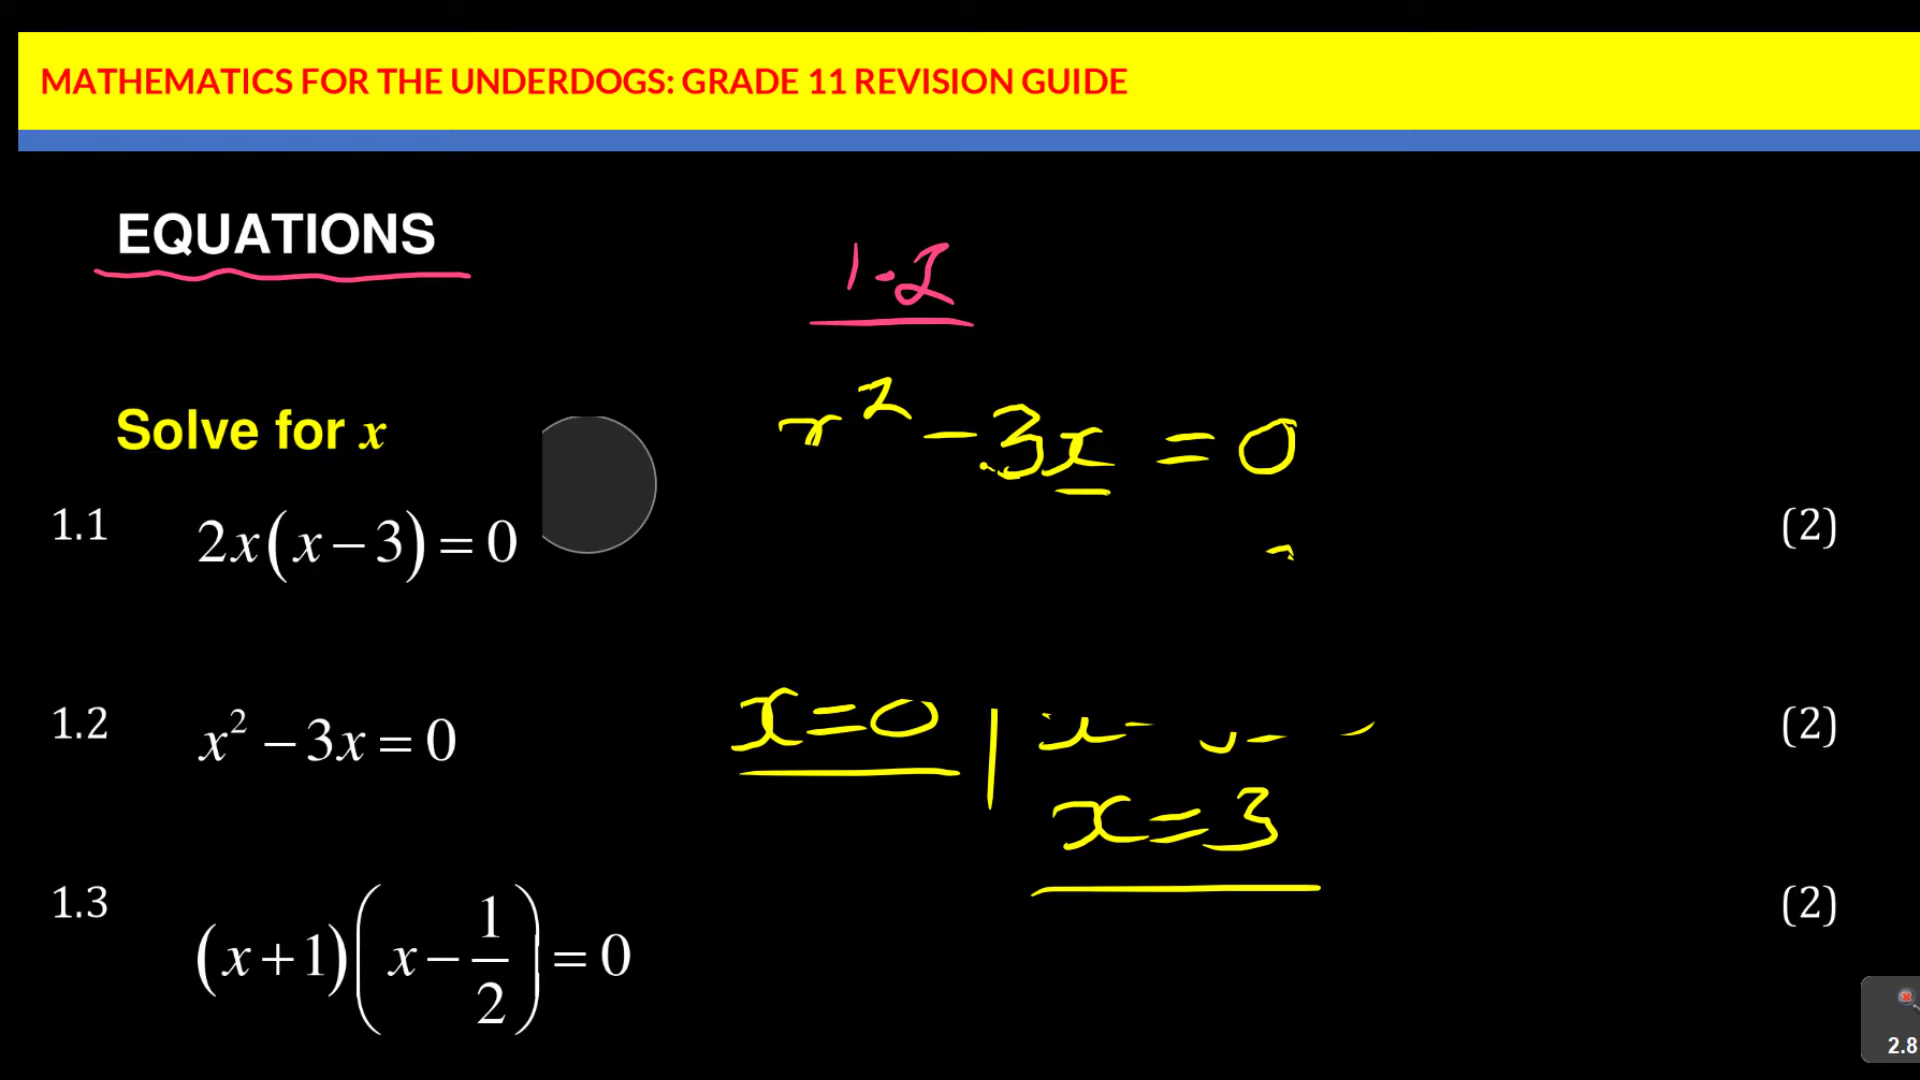 MATHEMATICS FOR THE UNDERDOGS: GRADE 11 REVISION GUIDE
EQUATIONS
1.2
Solve for x
x² - 3x = 0
1.1 2x(x − 3) = 0 (2)
1.2 x² − 3x = 0 (2)
x = 0 |
x = 3
1.3 (x + 1)(x − 1/2) = 0 (2)
2.8